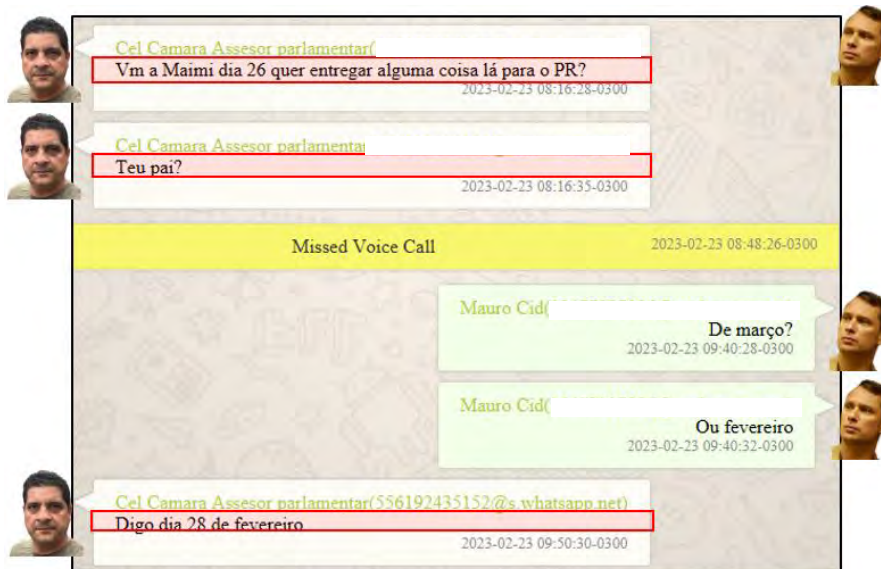 Cel Camara Assesor parlamentar(
Vm a Maimi dia 26 quer entregar alguma coisa lá para o PR?
2023-02-23 08:16:28-0300
Cel Camara Assesor parlamentar
Teu pai?
2023-02-23 08:16:35-0300
Missed Voice Call 2023-02-23 08:48:26-0300
Mauro Cid(
De março?
2023-02-23 09:40:28-0300
Mauro Cid(
Ou fevereiro
2023-02-23 09:40:32-0300
Cel Camara Assesor parlamentar(556192435152@s.whatsapp.net)
Digo dia 28 de fevereiro
2023-02-23 09:50:30-0300